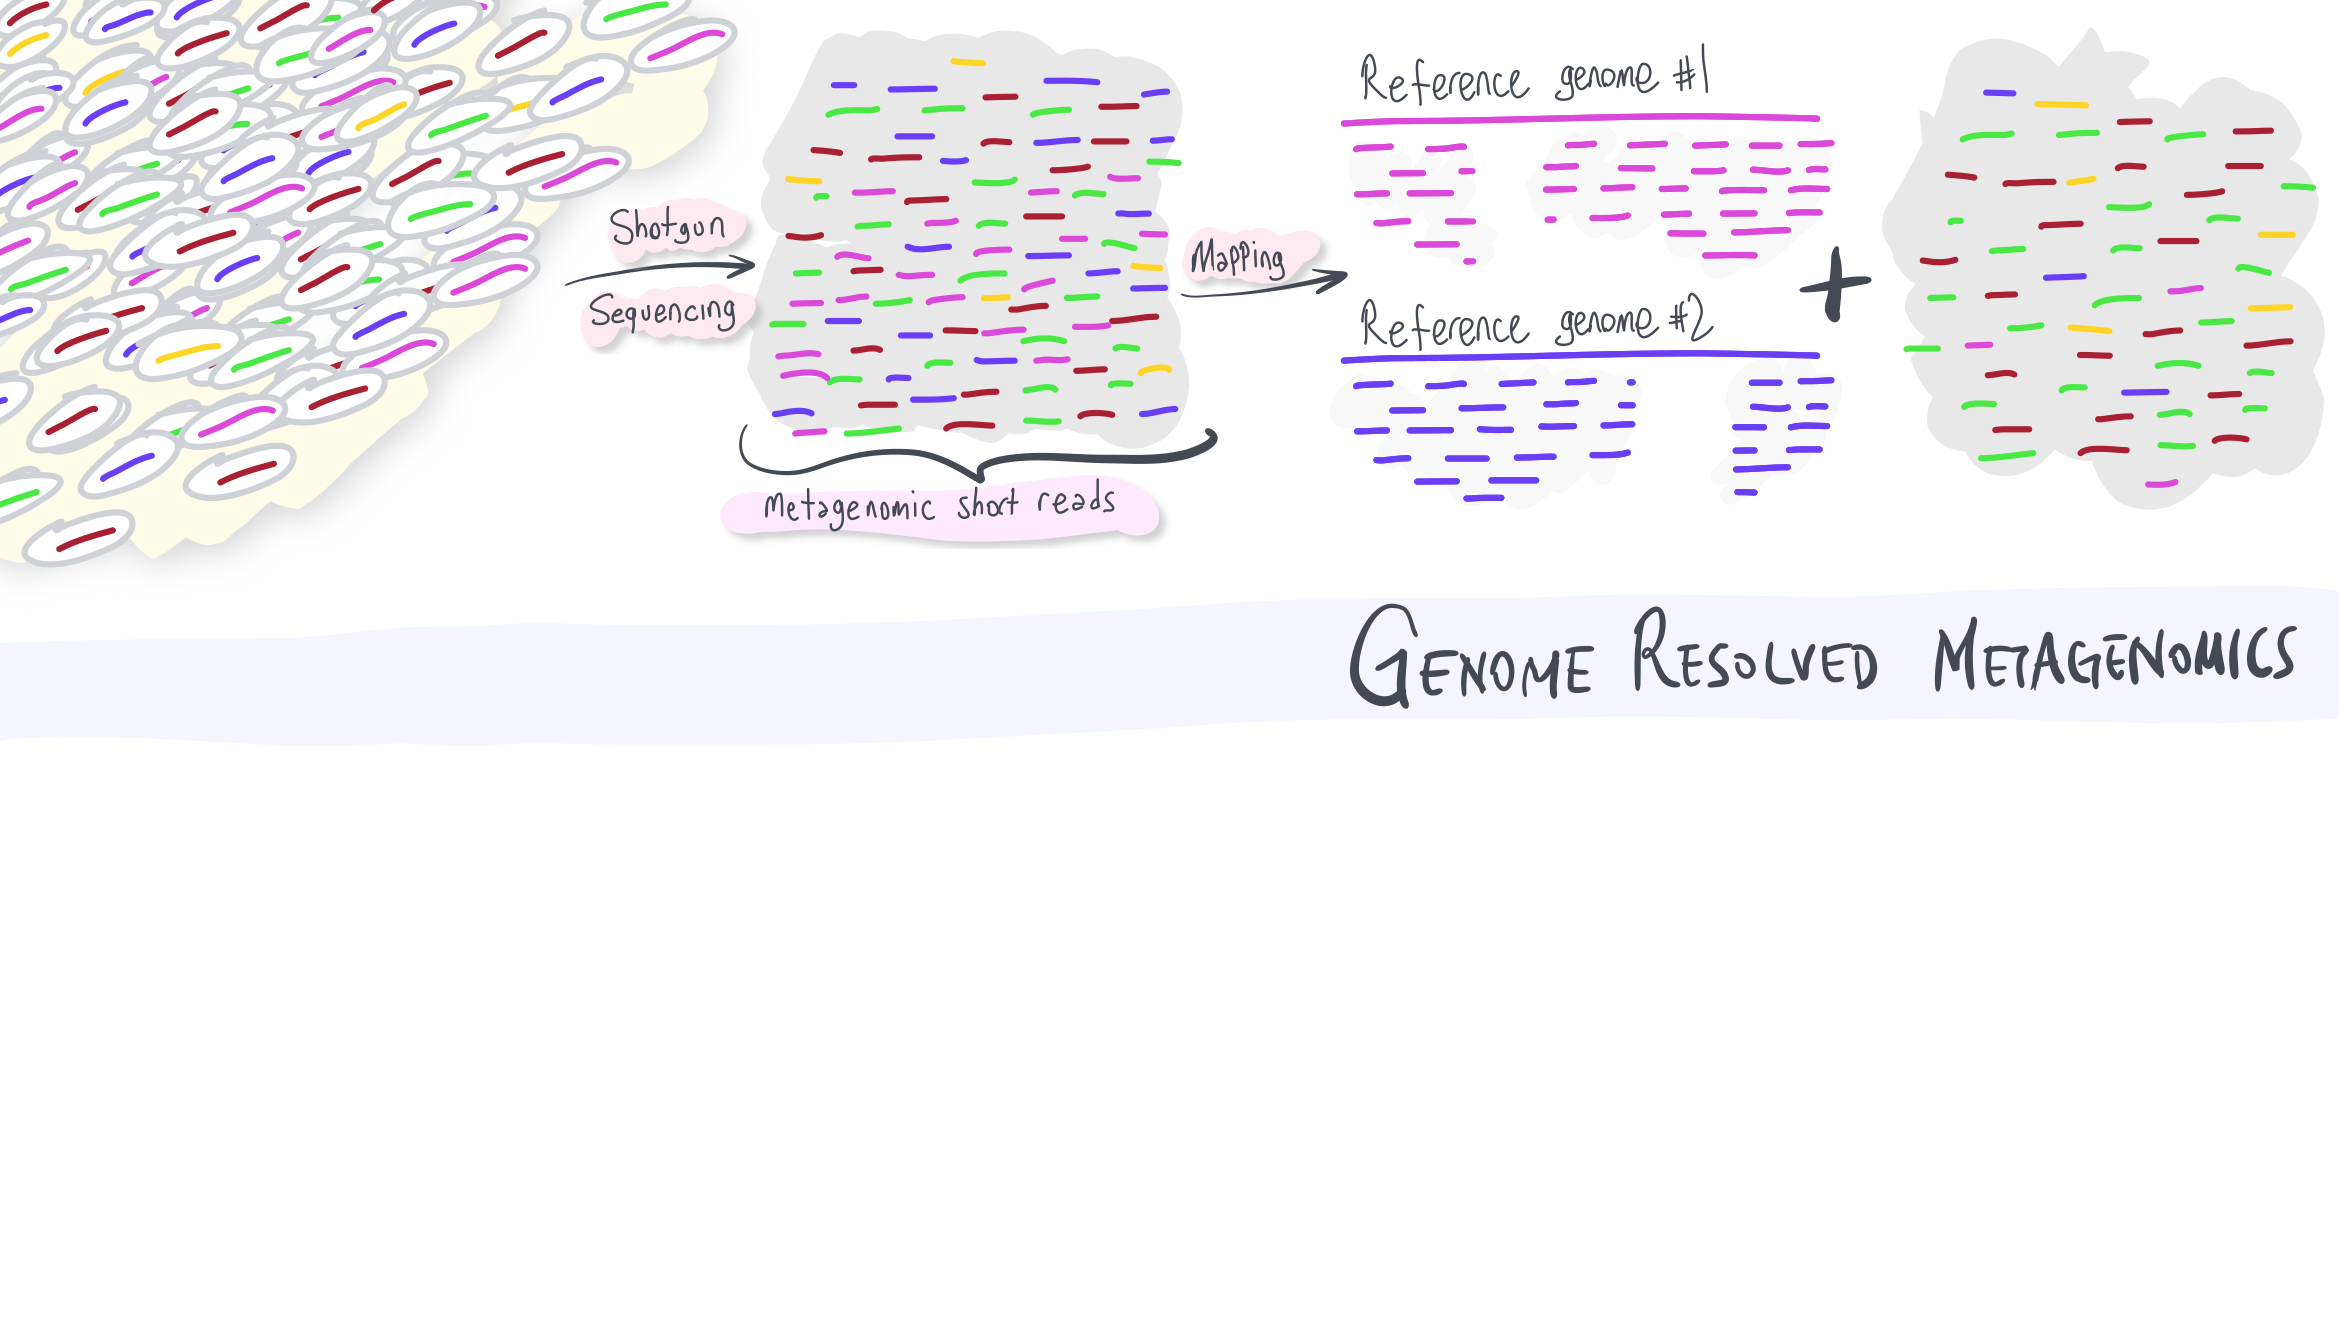 Shotgun
Sequencing
Metagenomic short reads
Mapping
Reference genome #1
Reference genome #2
+
GENOME RESOLVED METAGENOMICS